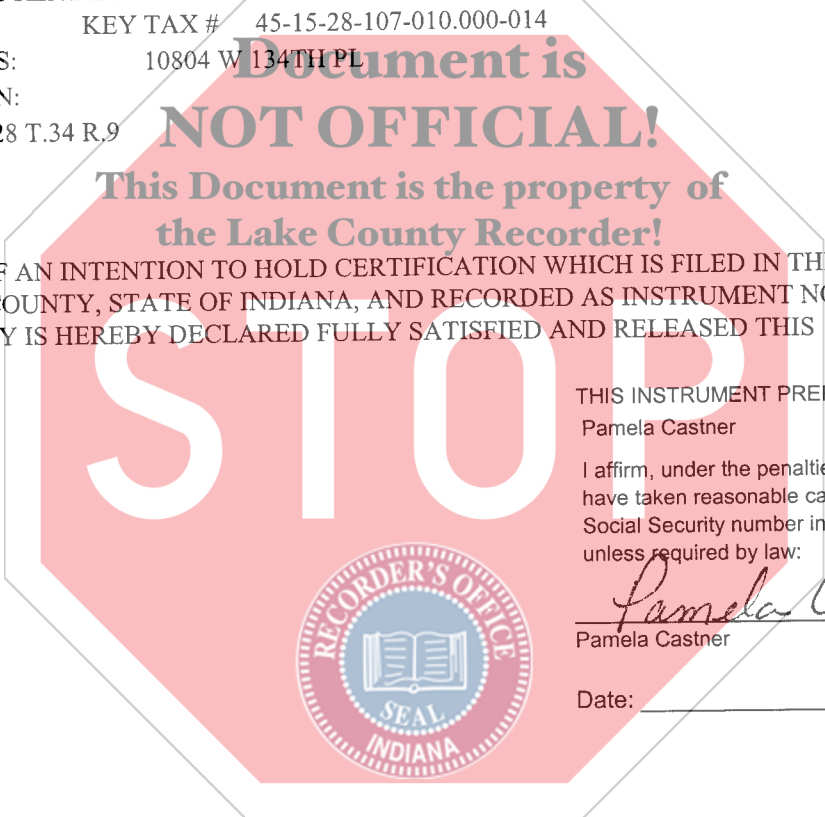 KEY TAX # 45-15-28-107-010.000-014
S: 10804 W 134TH PL
Document is
N:
28 T.34 R.9
NOT OFFICIAL!
This Document is the property of
the Lake County Recorder!
F AN INTENTION TO HOLD CERTIFICATION WHICH IS FILED IN TH
OUNTY, STATE OF INDIANA, AND RECORDED AS INSTRUMENT NO
Y IS HEREBY DECLARED FULLY SATISFIED AND RELEASED THIS
STOP
THIS INSTRUMENT PRE
Pamela Castner
I affirm, under the penaltie
have taken reasonable ca
Social Security number in
unless required by law:
Pamela C
Pamela Castner
Date:
RECORDER'S OFFICE
SEAL
INDIANA